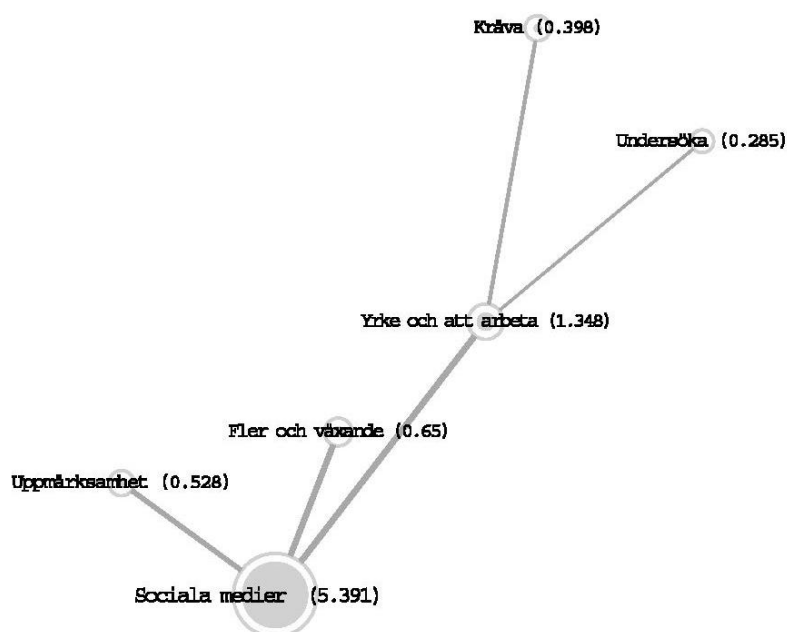 Kräva (0.398)
Undersöka (0.285)
Yrke och att arbeta (1.348)
Fler och växande (0.65)
Uppmärksamhet (0.528)
Sociala medier (5.391)